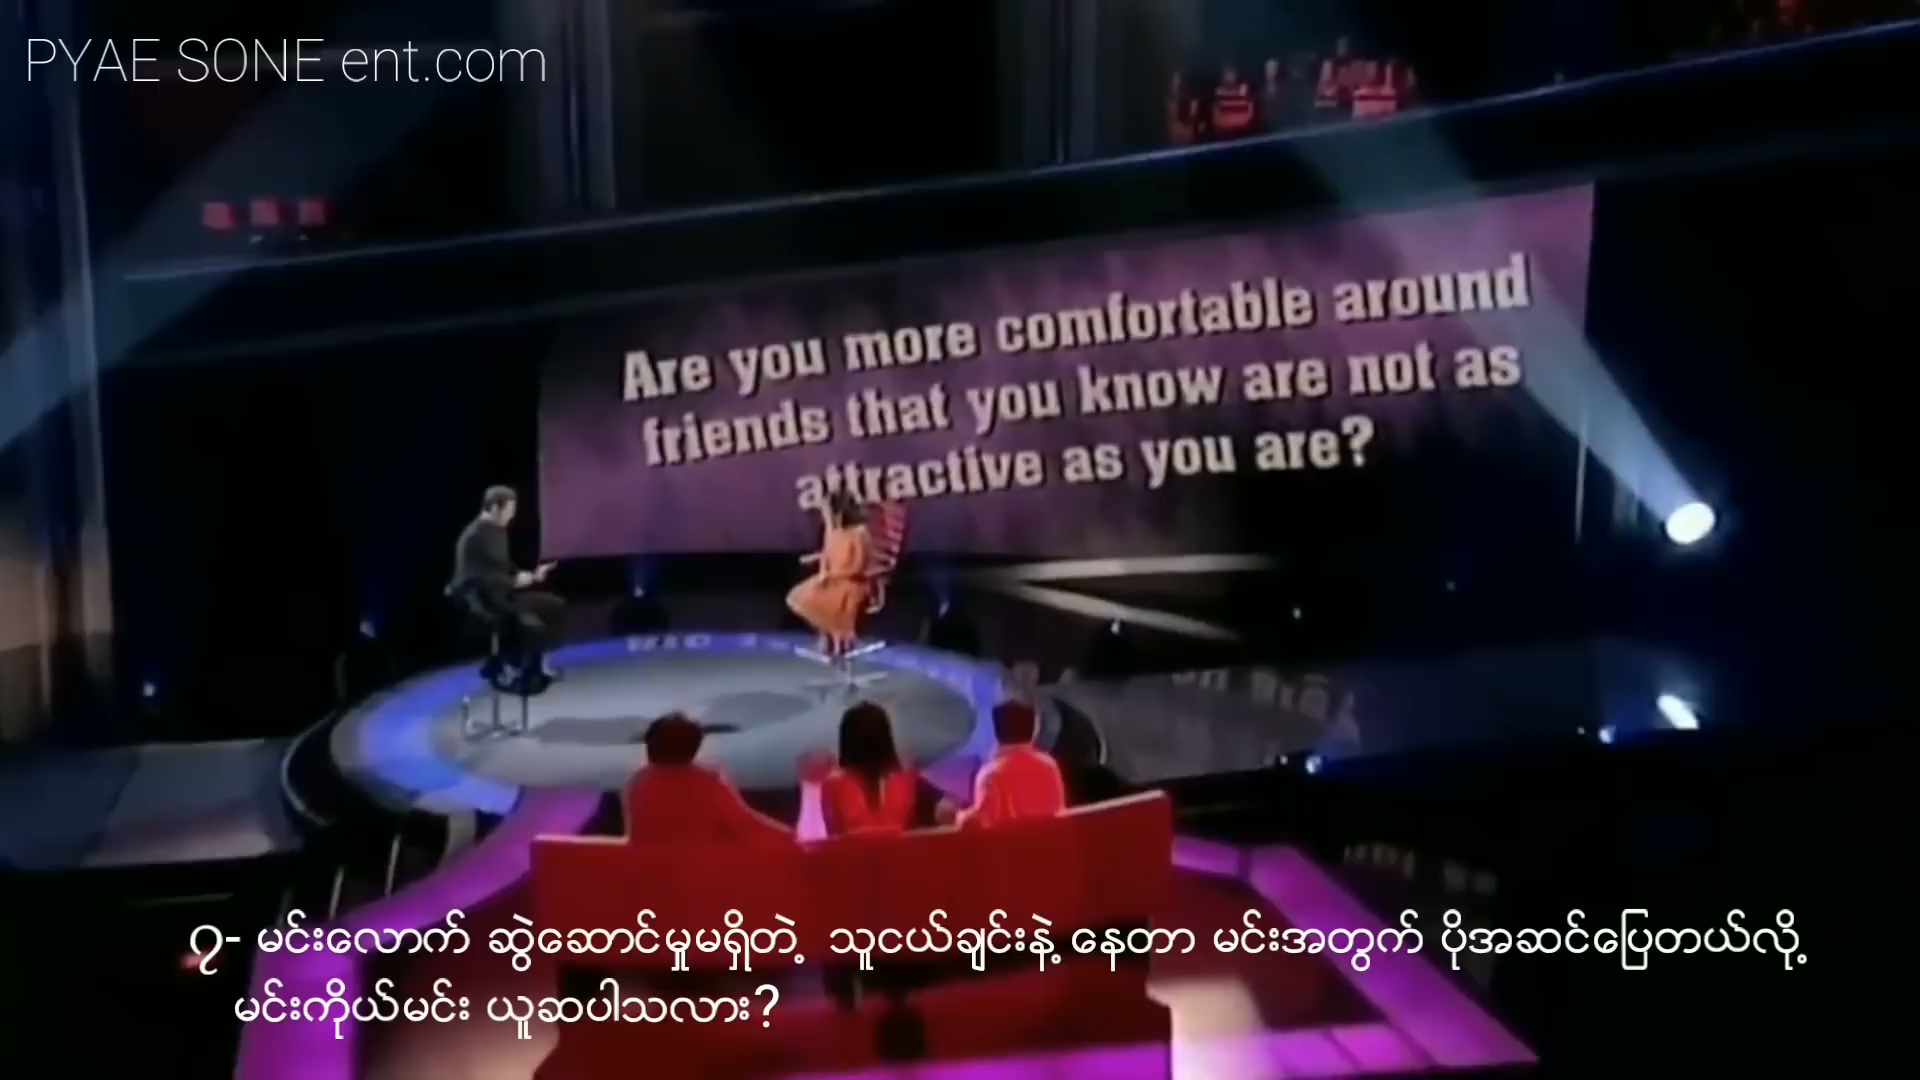 PYAE SONE ent.com
Are you more comfortable around
friends that you know are not as
attractive as you are?
၇- မင်းလောက် ဆွဲဆောင်မှုမရှိတဲ့ သူငယ်ချင်းနဲ့ နေတာ မင်းအတွက် ပိုအဆင်ပြေတယ်လို့
မင်းကိုယ်မင်း ယူဆပါသလား?